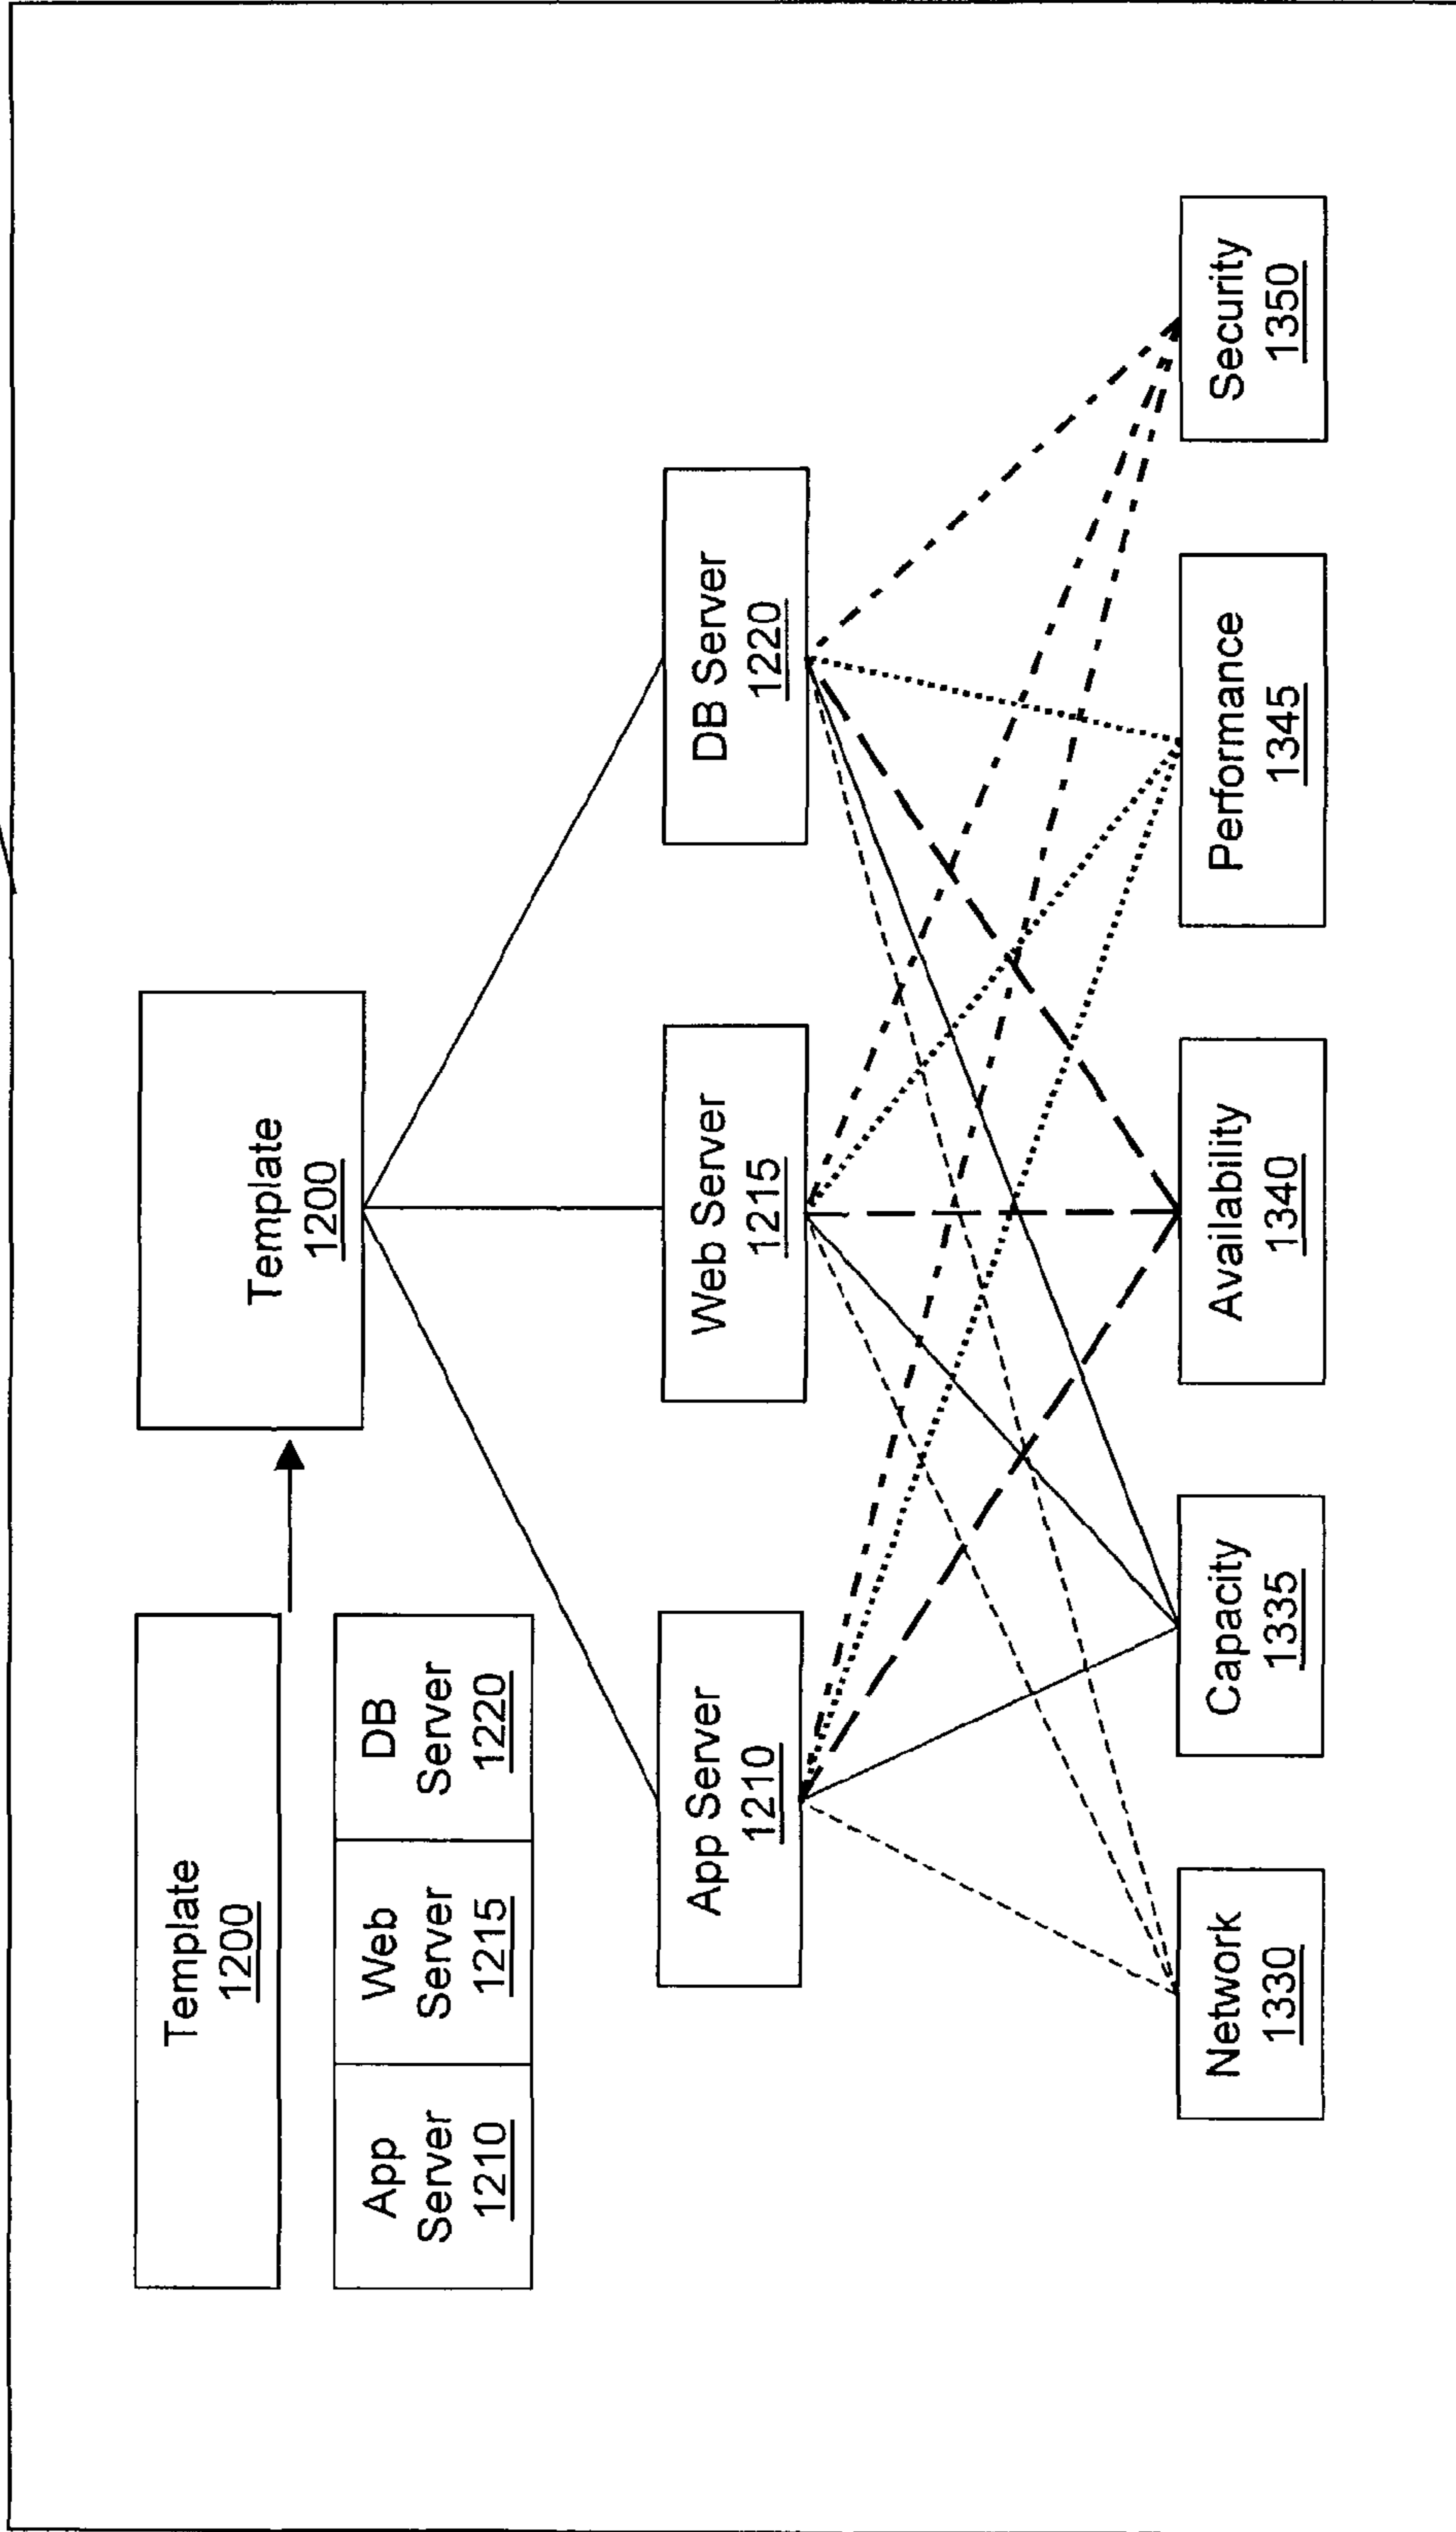 Template
1200
App
Server
1210
Web
Server
1215
DB
Server
1220
Template
1200
App Server
1210
Web Server
1215
DB Server
1220
Network
1330
Capacity
1335
Availability
1340
Performance
1345
Security
1350